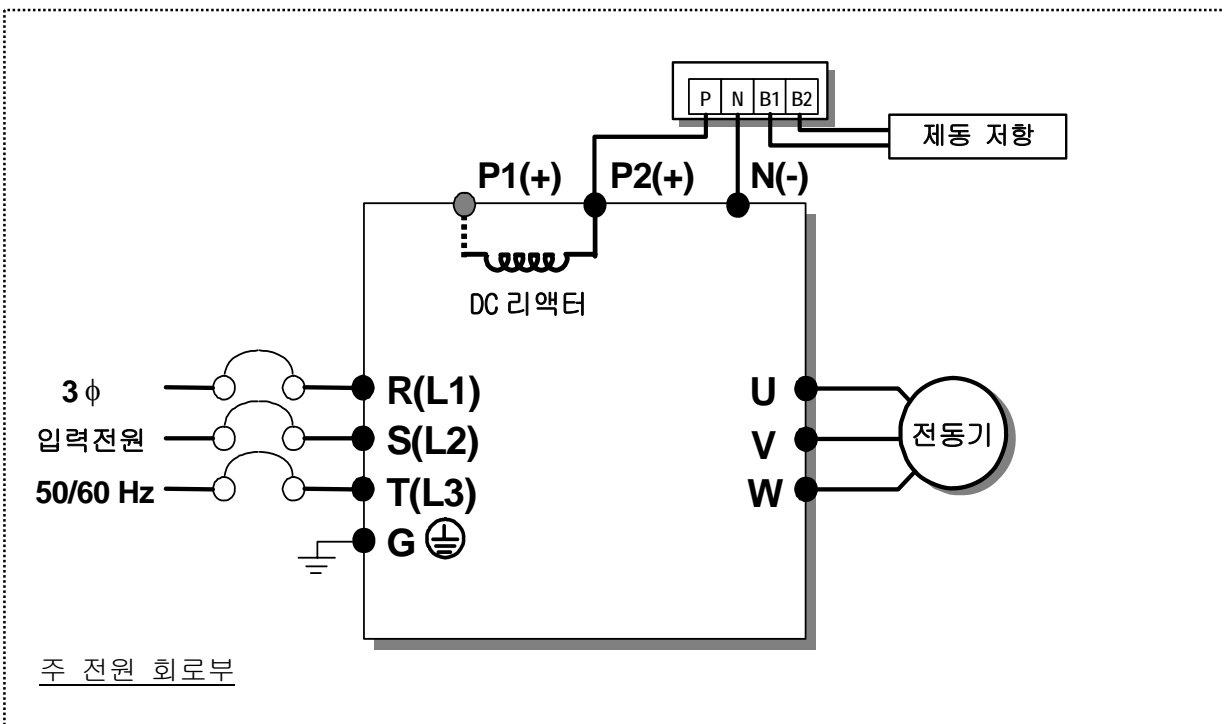 P N B1 B2
제동 저항
P1(+) P2(+) N(-)
DC 리액터
3 ϕ
입력전원
50/60 Hz
R(L1)
S(L2)
T(L3)
G
U
V
W
전동기
주 전원 회로부